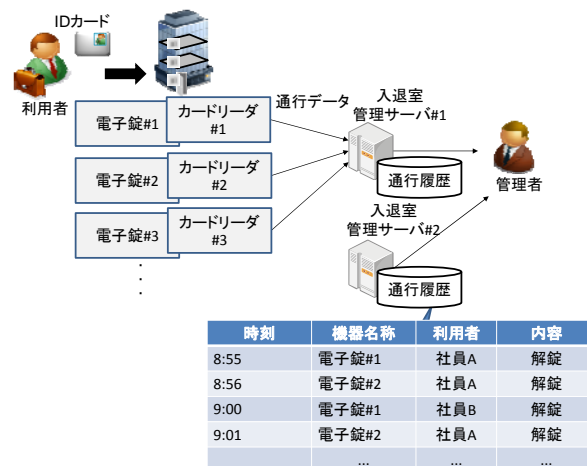 IDカード
利用者
電子錠#1
カードリーダ
#1
電子錠#2
カードリーダ
#2
電子錠#3
カードリーダ
#3
・
・
・
通行データ
入退室
管理サーバ#1
通行履歴
管理者
入退室
管理サーバ#2
通行履歴
時刻 機器名称 利用者 内容
8:55 電子錠#1 社員A 解錠
8:56 電子錠#2 社員A 解錠
9:00 電子錠#1 社員B 解錠
9:01 電子錠#2 社員A 解錠
… … …